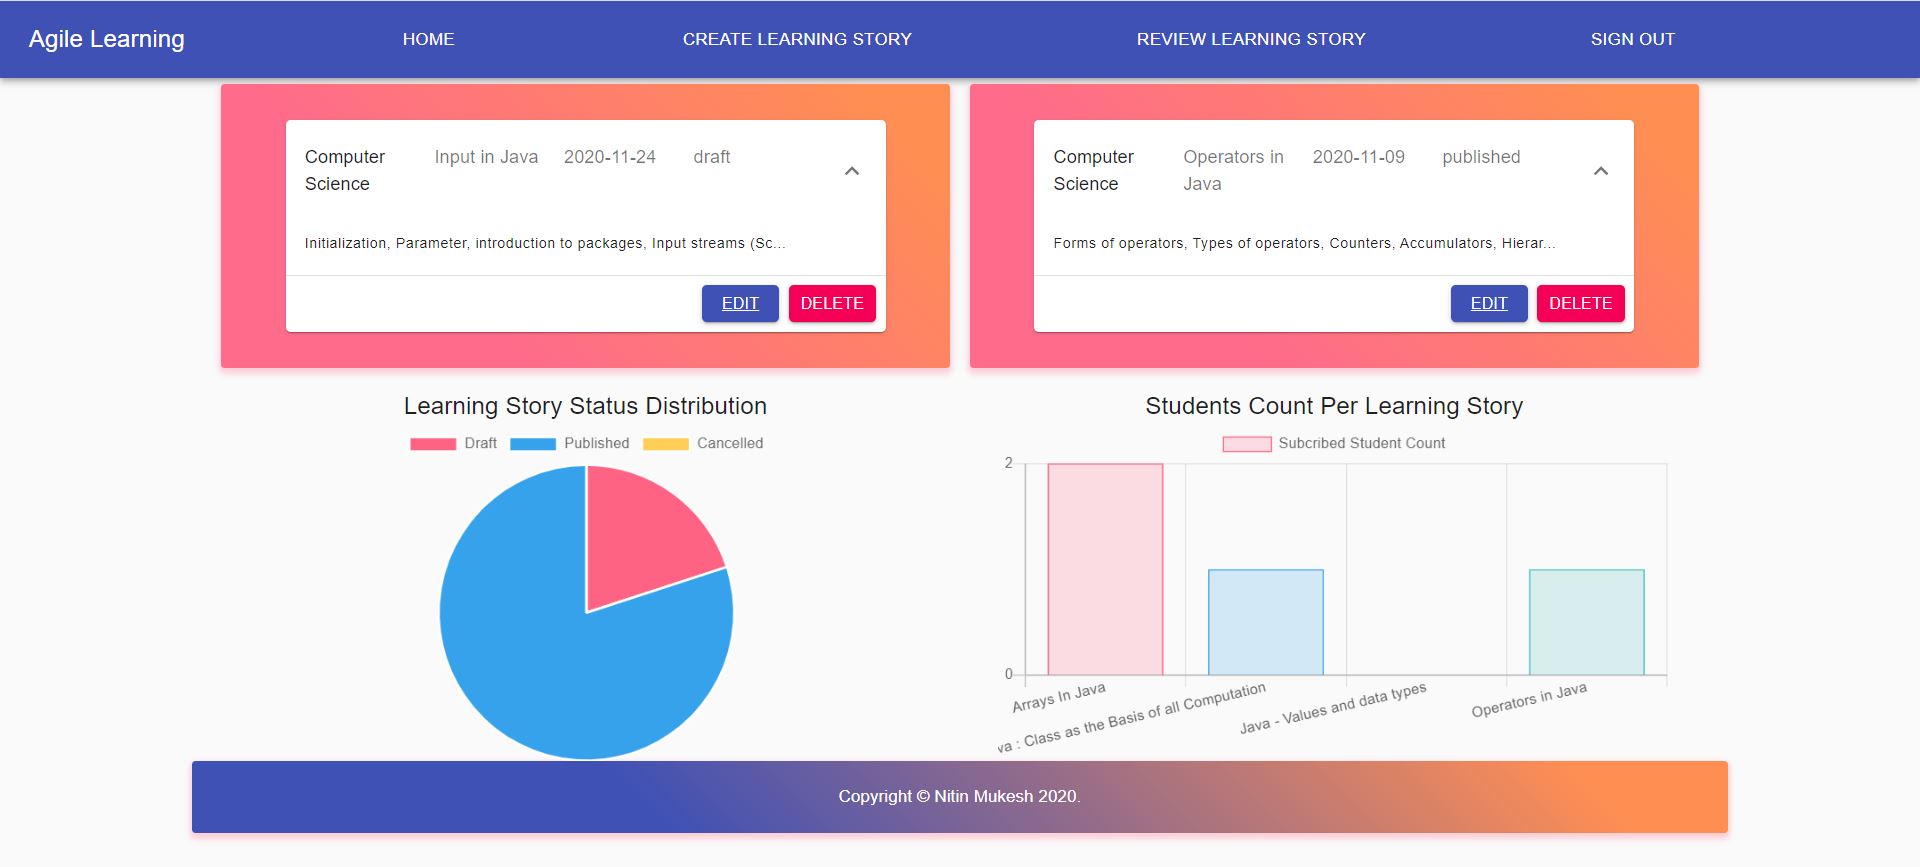 Agile Learning HOME CREATE LEARNING STORY REVIEW LEARNING STORY SIGN OUT
Computer Input in Java 2020-11-24 draft
Science
Initialization, Parameter, introduction to packages, Input streams (Sc...
EDIT DELETE
Computer Operators in 2020-11-09 published
Science Java
Forms of operators, Types of operators, Counters, Accumulators, Hierar...
EDIT DELETE
Learning Story Status Distribution
Draft Published Cancelled
Students Count Per Learning Story
Subcribed Student Count
2
0
Arrays In Java
va : Class as the Basis of all Computation
Java - Values and data types
Operators in Java
Copyright © Nitin Mukesh 2020.